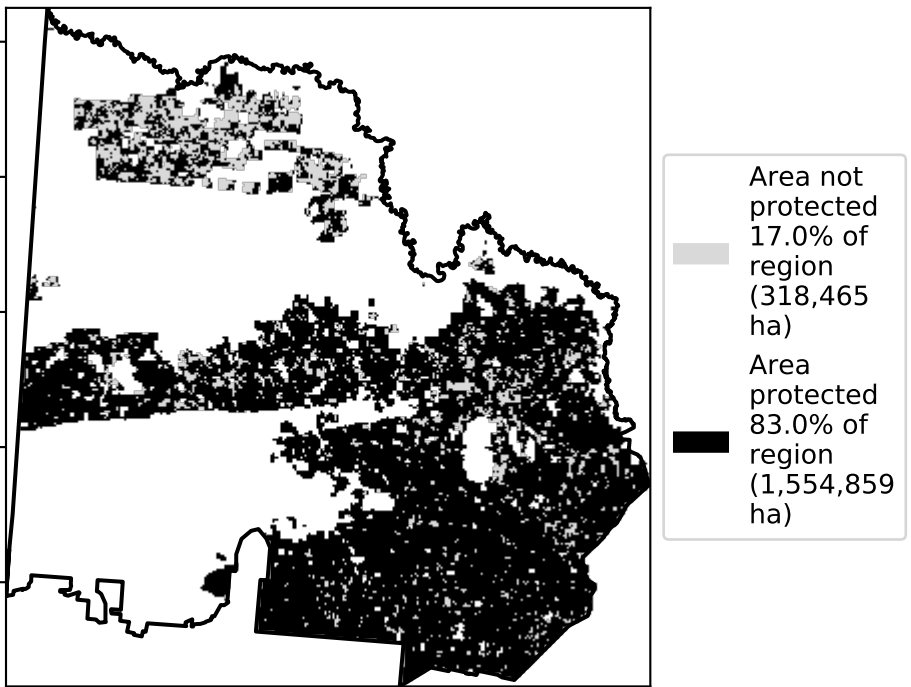 Area not
protected
17.0% of
region
(318,465
ha)
Area
protected
83.0% of
region
(1,554,859
ha)